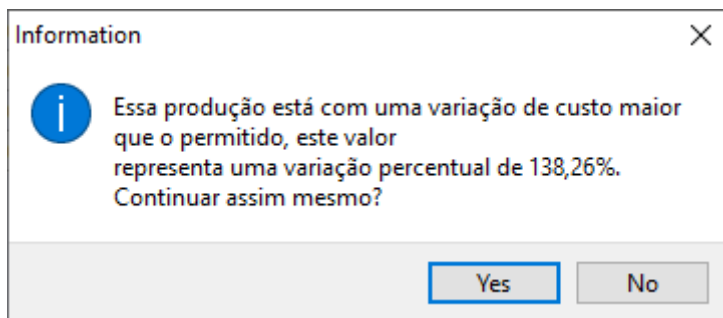 Information
Essa produção está com uma variação de custo maior
que o permitido, este valor
representa uma variação percentual de 138,26%.
Continuar assim mesmo?
Yes
No